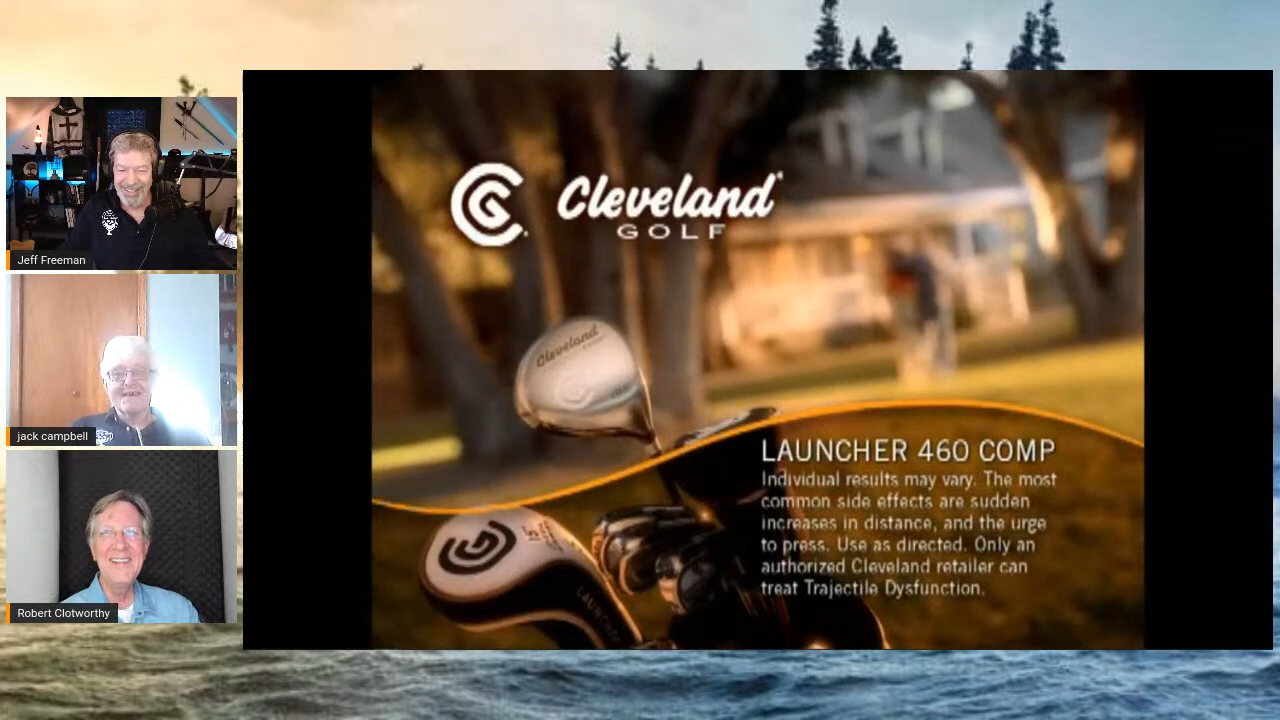 Jeff Freeman
jack campbell
Robert Clotworthy
Cleveland
GOLF
Cleveland
LAUNCHER 460 COMP
Individual results may vary. The most
common side effects are sudden
increases in distance, and the urge
to press. Use as directed. Only an
authorized Cleveland retailer can
treat Trajectile Dysfunction.
LAUNCHER